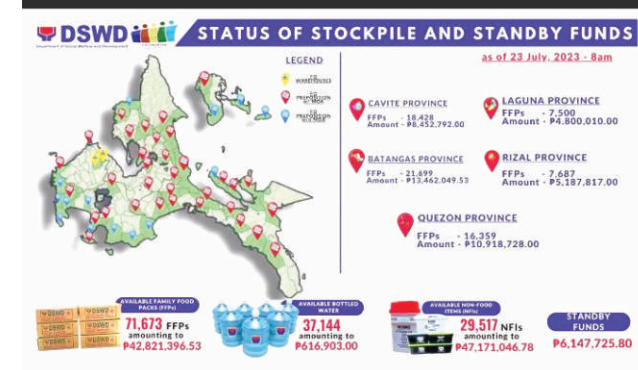 DSWD
STATUS OF STOCKPILE AND STANDBY FUNDS
as of 23 July, 2023 - 8am
LEGEND
CAVITE PROVINCE
FFPs - 18,428
Amount - ₱8,452,792.00
LAGUNA PROVINCE
FFPs - 7,500
Amount - ₱4.800,010.00
BATANGAS PROVINCE
FFPs - 21,699
Amount - ₱13,462,049.53
RIZAL PROVINCE
FFPs - 7,687
Amount - ₱5,187,817.00
QUEZON PROVINCE
FFPs - 16,359
Amount - ₱10,918,728.00
AVAILABLE FAMILY FOOD
PACKS (FFPs)
71,673 FFPs
amounting to
₱42,821,396.53
AVAILABLE BOTTLED
WATER
37,144
amounting to
₱616,903.00
AVAILABLE NON-FOOD
ITEMS (NFIs)
29,517 NFIs
amounting to
₱47,171,046.78
STANDBY
FUNDS
₱6,147,725.80